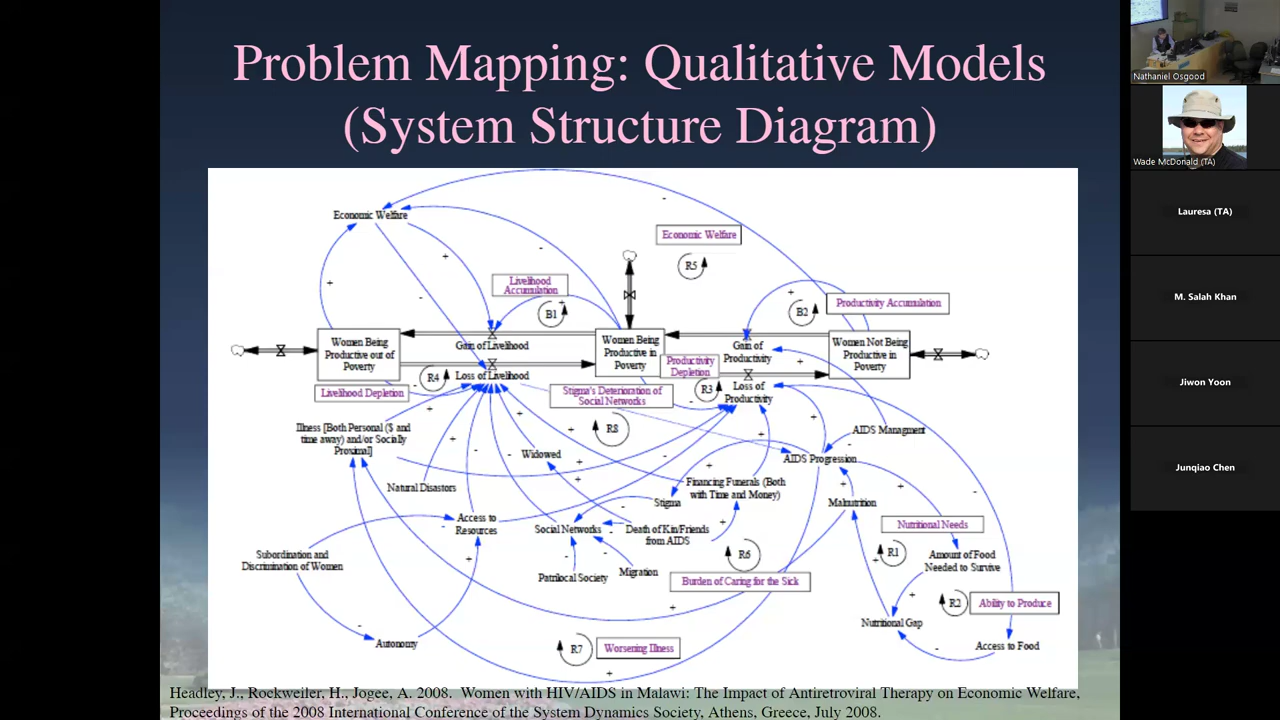 Problem Mapping: Qualitative Models
(System Structure Diagram)
Economic Welfare
Economic Welfare
R5
Livelihood
Accumulation
B1
B2
Productivity Accumulation
Women Being
Productive out of
Poverty
Gain of Livelihood
Women Being
Productive in
Poverty
Gain of
Productivity
Women Not Being
Productive in
Poverty
Productivity
Depletion
R4
Loss of Livelihood
R3
Loss of
Productivity
Livelihood Depletion
Stigma's Deterioration of
Social Networks
R8
Illness [Both Personal ($ and
time away) and/or Socially
Proximal]
Widowed
AIDS Managment
AIDS Progression
Natural Disastors
Financing Funerals (Both
with Time and Money)
Stigma
Malnutrition
Access to
Resources
Social Networks
Death of Kin/Friends
from AIDS
Nutritional Needs
Subordination and
Discrimination of Women
Patrilocal Society
Migration
R6
R1
Amount of Food
Needed to Survive
Burden of Caring for the Sick
R2
Ability to Produce
Nutritional Gap
Autonomy
R7
Worsening Illness
Access to Food
Headley, J., Rockweiler, H., Jogee, A. 2008. Women with HIV/AIDS in Malawi: The Impact of Antiretroviral Therapy on Economic Welfare,
Proceedings of the 2008 International Conference of the System Dynamics Society, Athens, Greece, July 2008.
Nathaniel Osgood
Wade McDonald (TA)
Lauresa (TA)
M. Salah Khan
Jiwon Yoon
Junqiao Chen